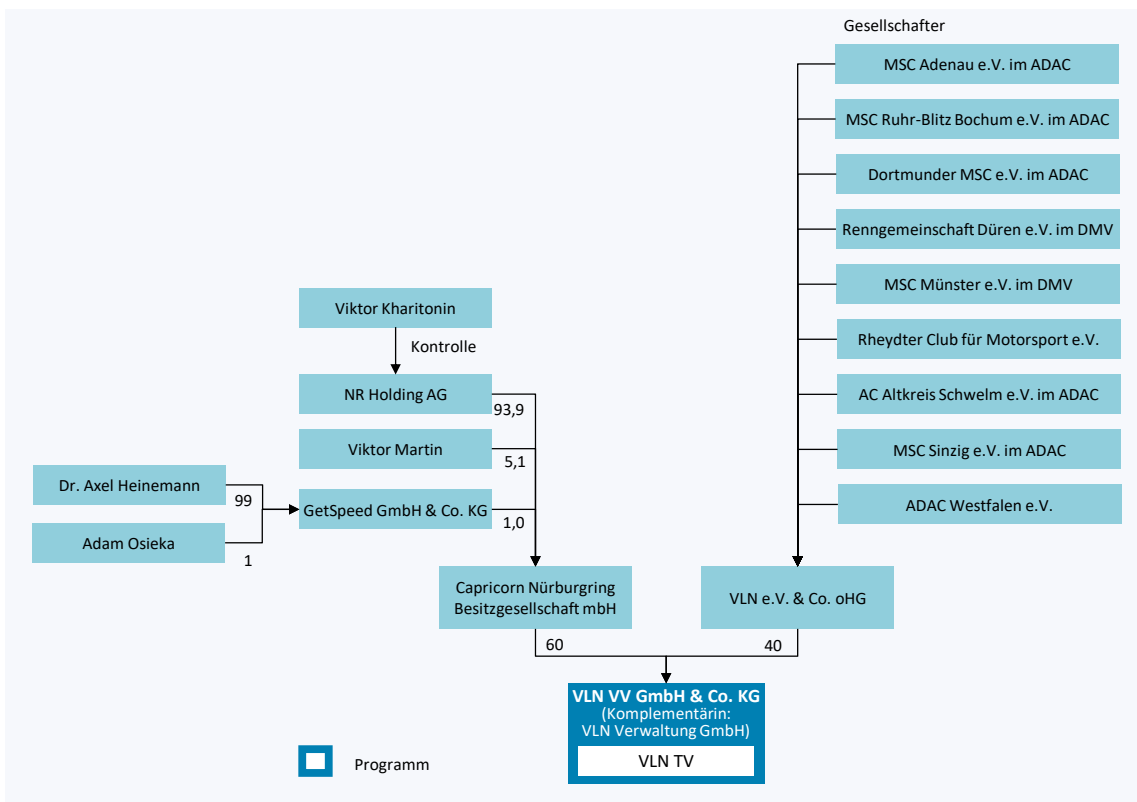 Gesellschafter
MSC Adenau e.V. im ADAC
MSC Ruhr-Blitz Bochum e.V. im ADAC
Dortmunder MSC e.V. im ADAC
Renngemeinschaft Düren e.V. im DMV
MSC Münster e.V. im DMV
Rheydter Club für Motorsport e.V.
AC Altkreis Schwelm e.V. im ADAC
MSC Sinzig e.V. im ADAC
ADAC Westfalen e.V.
Viktor Kharitonin
Kontrolle
NR Holding AG
93,9
Viktor Martin
5,1
Dr. Axel Heinemann
99
GetSpeed GmbH & Co. KG
1,0
Adam Osieka
1
Capricorn Nürburgring
Besitzgesellschaft mbH
VLN e.V. & Co. oHG
60
40
VLN VV GmbH & Co. KG
(Komplementärin:
VLN Verwaltung GmbH)
VLN TV
Programm